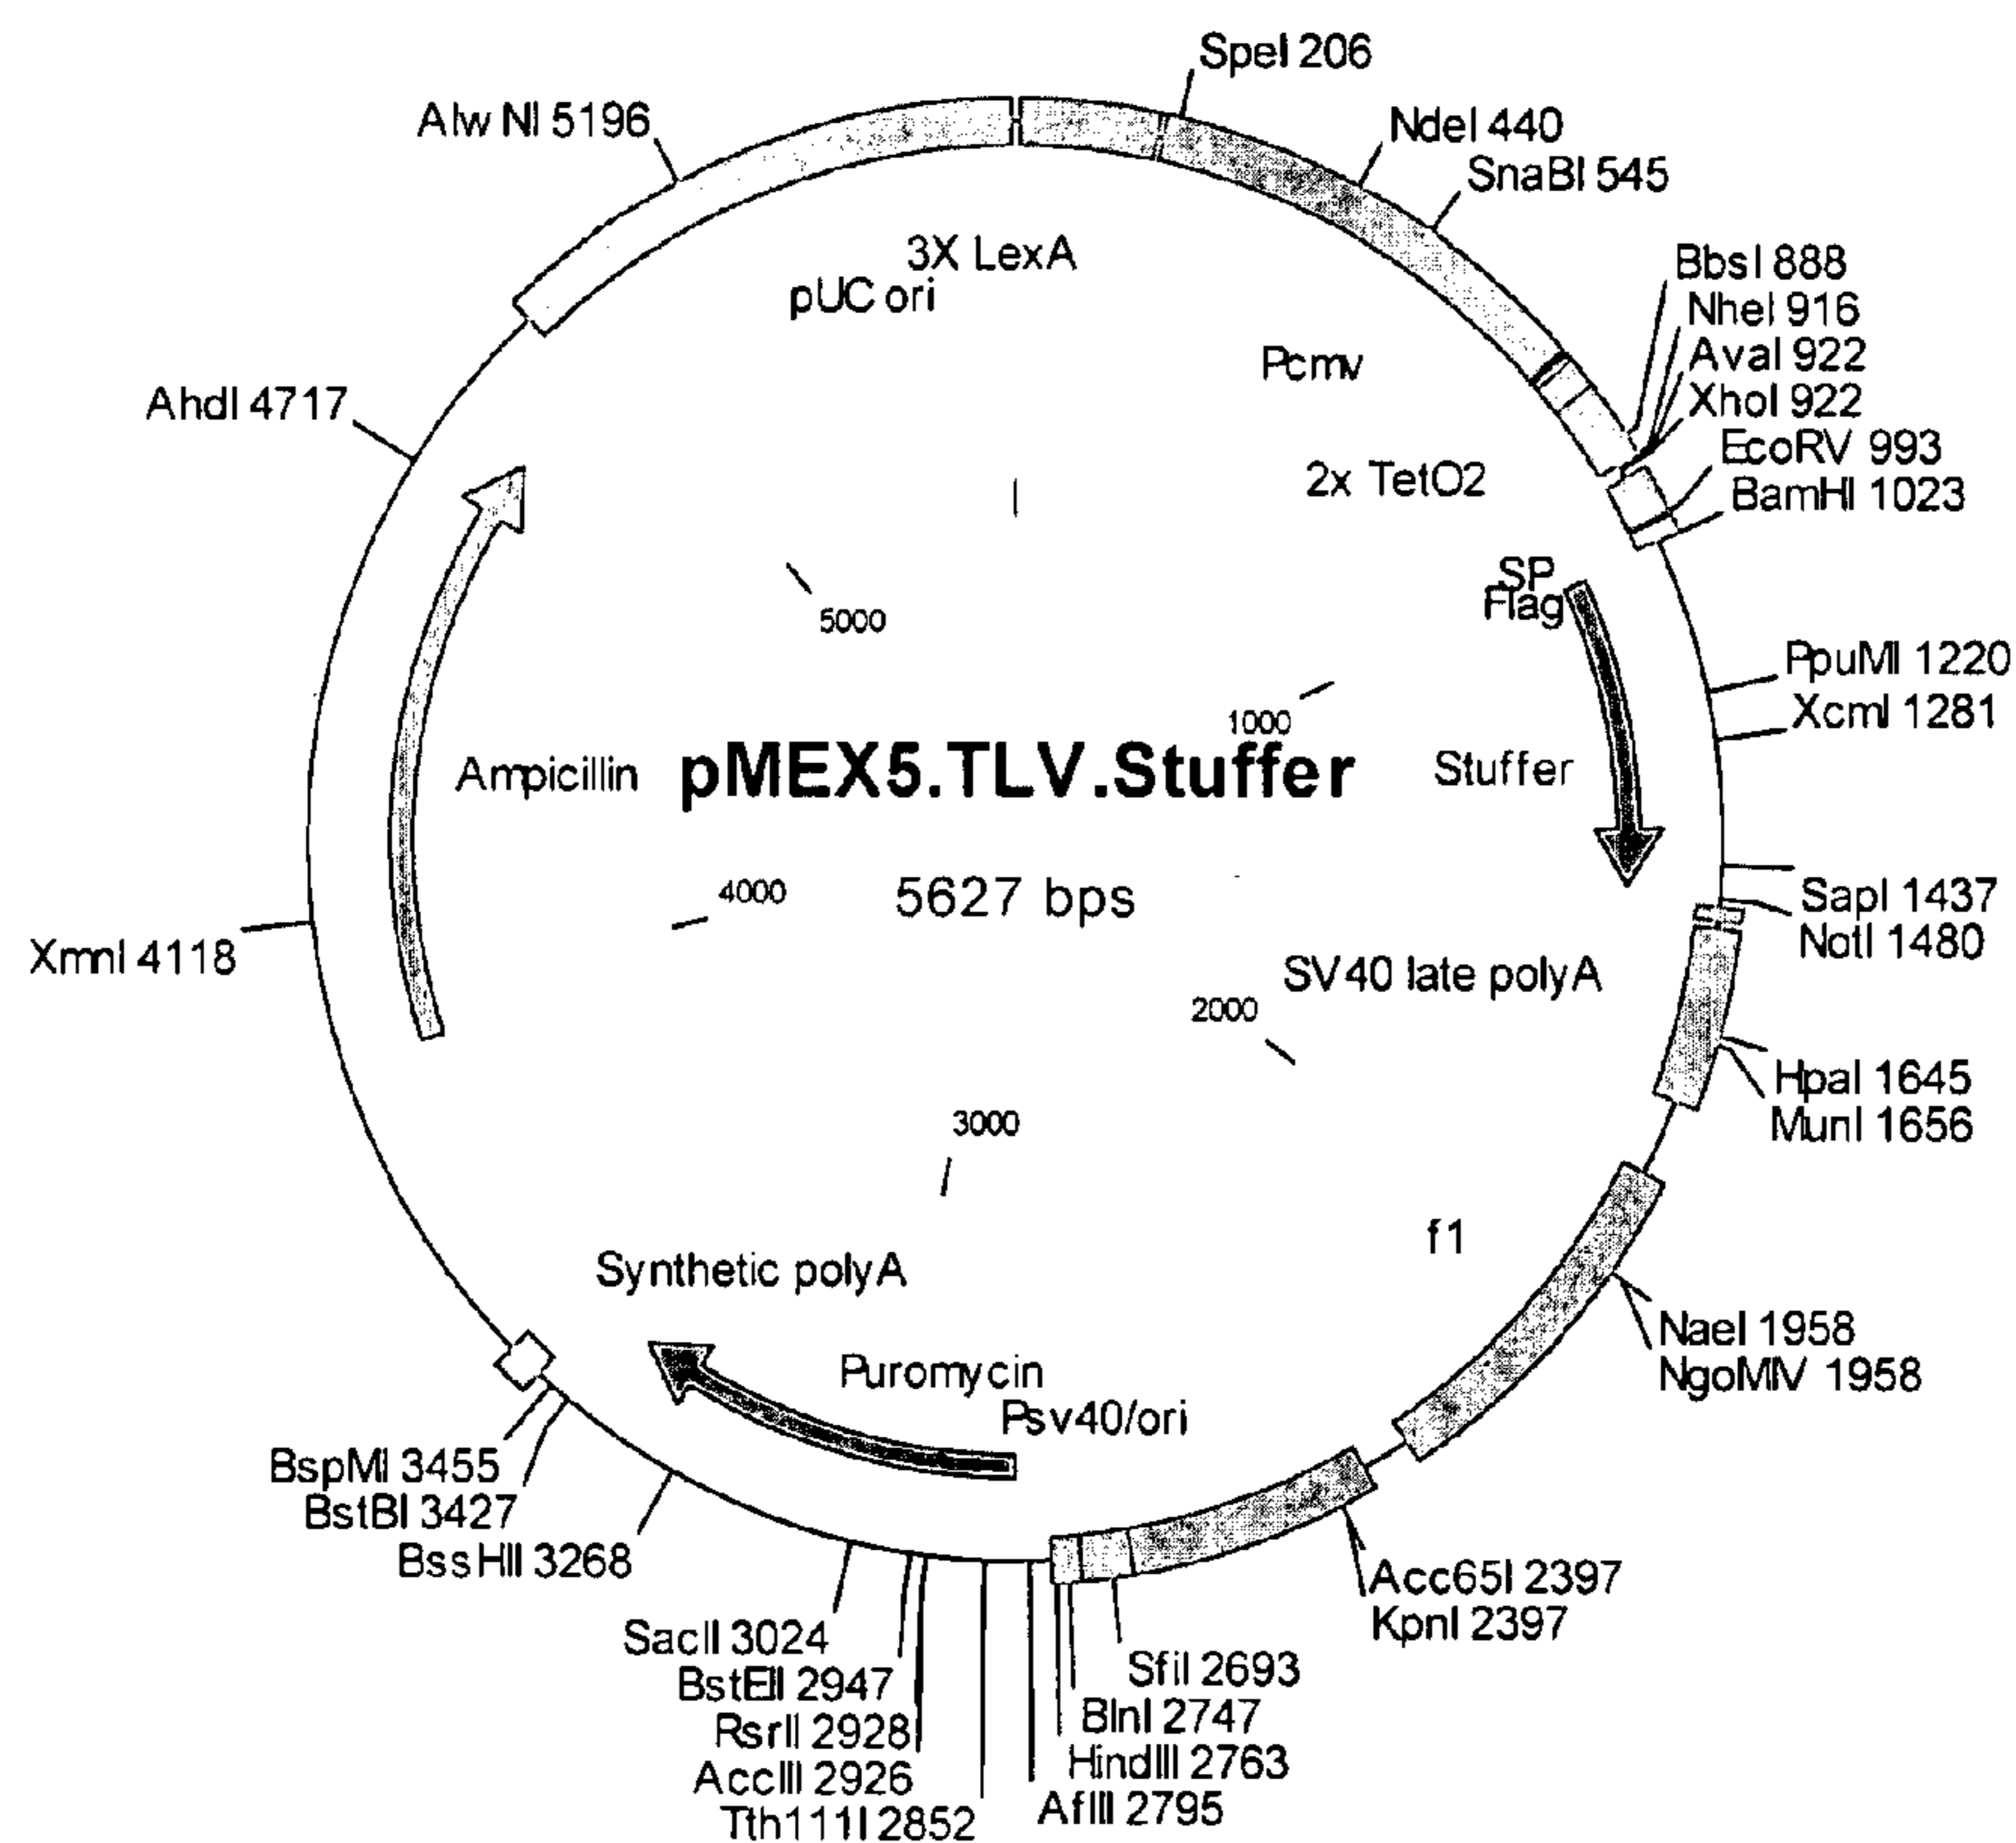 SpeI 206
AlwNI 5196
NdeI 440
SnaBI 545
3X LexA
pUC ori
BbsI 888
NheI 916
AvaI 922
XhoI 922
EcoRV 993
BamHI 1023
Pcmv
AhdI 4717
2x TetO2
SP
Flag
5000
PpuMI 1220
XcmI 1281
1000
Ampicillin
pMEX5.TLV.Stuffer
Stuffer
4000
5627 bps
SapI 1437
NotI 1480
XmnI 4118
SV40 late polyA
2000
HpaI 1645
MunI 1656
3000
f1
Synthetic polyA
NaeI 1958
NgoMIV 1958
Puromycin
Psv40/ori
BspMI 3455
BstBI 3427
BssHII 3268
Acc65I 2397
KpnI 2397
SacII 3024
BstEII 2947
RsrII 2928
AccIII 2926
Tth111I 2852
SfiI 2693
BlnI 2747
HindIII 2763
AflII 2795